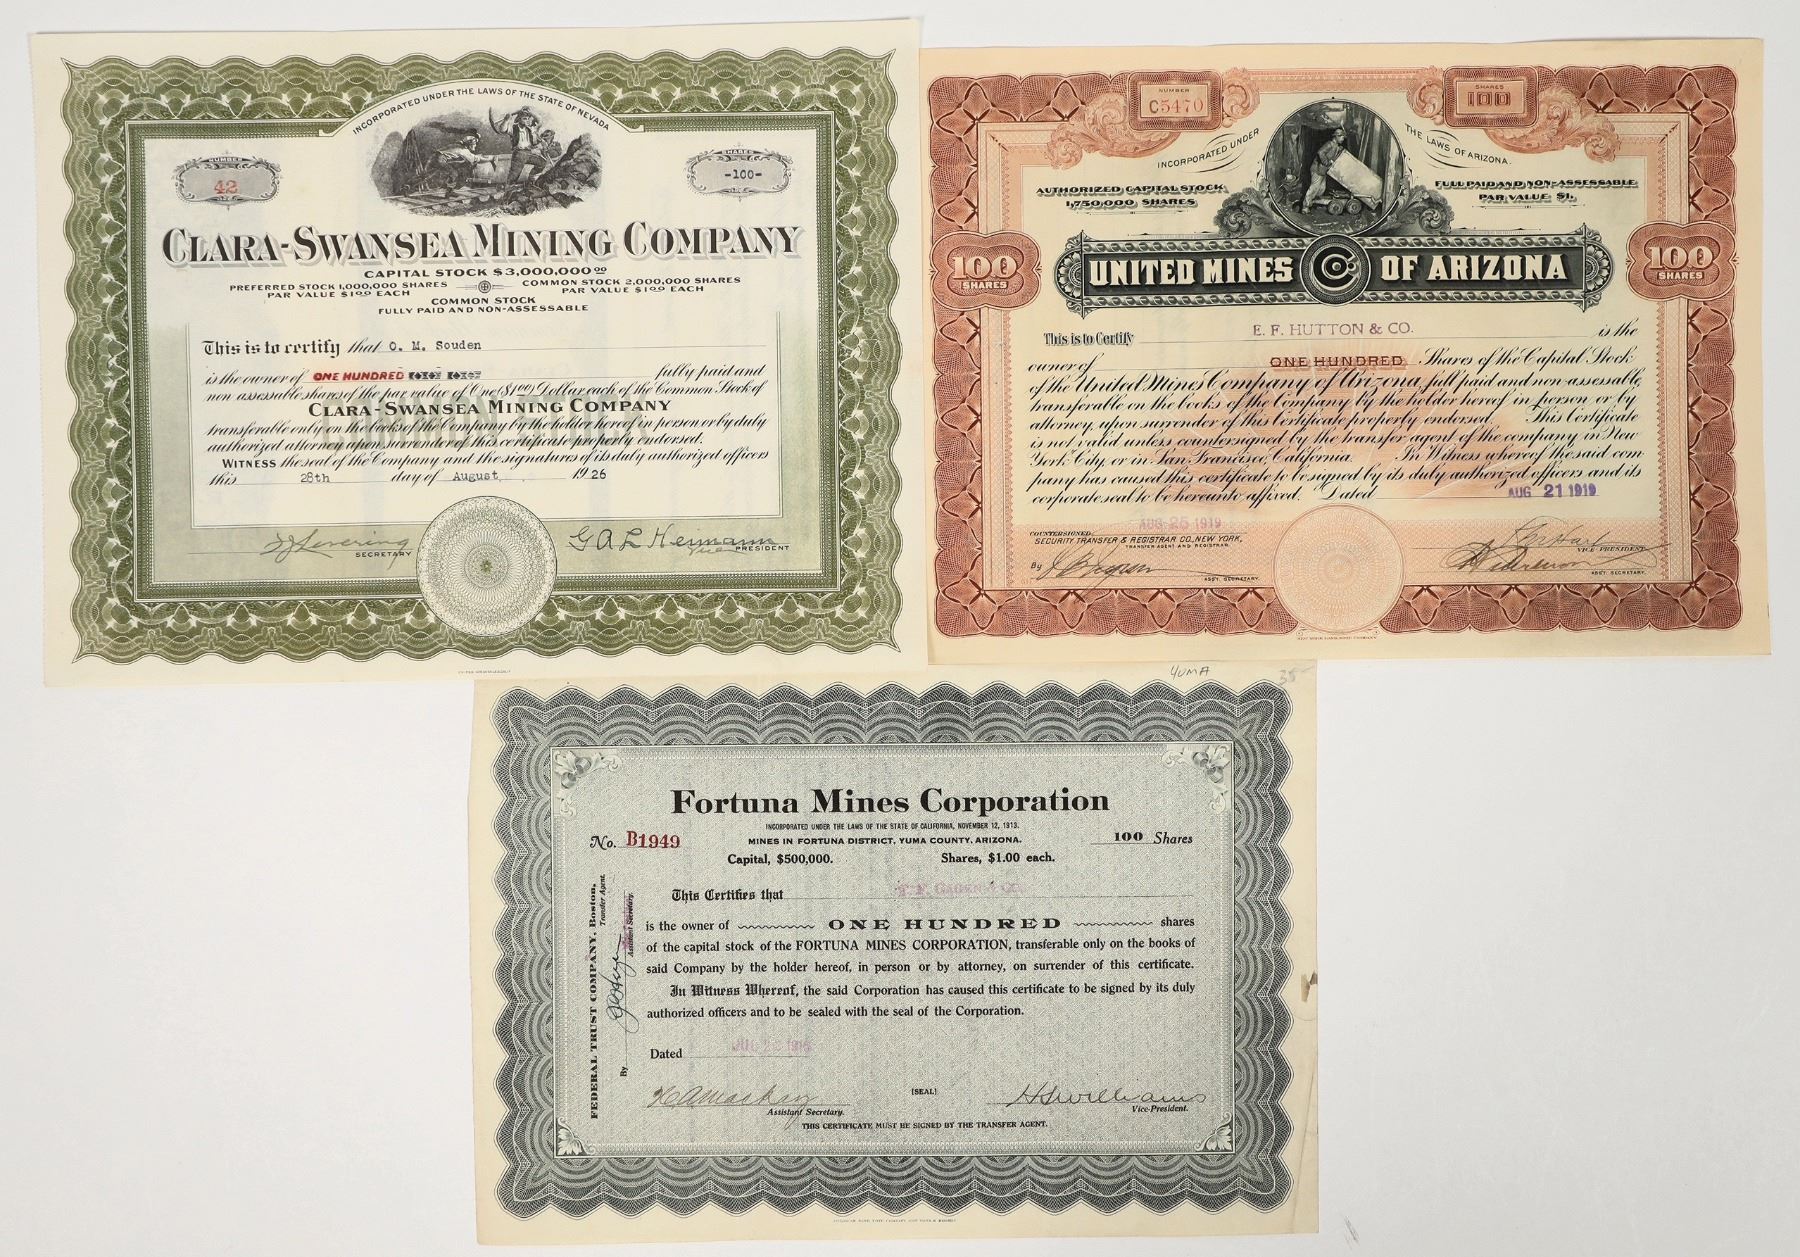 INCORPORATED UNDER THE LAWS OF THE STATE OF NEVADA
NUMBER
42
SHARES
-100-
CLARA-SWANSEA MINING COMPANY
CAPITAL STOCK $3,000,000 00
PREFERRED STOCK 1,000,000 SHARES
PAR VALUE $1 00 EACH
COMMON STOCK 2,000,000 SHARES
PAR VALUE $1 00 EACH
COMMON STOCK
FULLY PAID AND NON-ASSESSABLE
This is to certify that O. M. Souden
is the owner of ONE HUNDRED fully paid and
non-assessable shares of the par value of One ($1.00) Dollar each of the Common Stock of
CLARA-SWANSEA MINING COMPANY
transferable only on the books of the Company by the holder hereof in person or by duly
authorized attorney upon surrender of this certificate properly endorsed.
WITNESS the seal of the Company and the signatures of its duly authorized officers
this 28th day of August 1926
SECRETARY
G A L Heimann
PRESIDENT
NUMBER
C5470
SHARES
100
INCORPORATED UNDER THE LAWS OF ARIZONA.
AUTHORIZED CAPITAL STOCK
1,750,000 SHARES
FULL PAID AND NON-ASSESSABLE
PAR VALUE $1.
100
SHARES
UNITED MINES CO. OF ARIZONA
100
SHARES
This is to Certify E. F. HUTTON & CO. is the
owner of ONE HUNDRED Shares of the Capital Stock
of the United Mines Company of Arizona, full paid and non-assessable,
transferable on the books of the Company by the holder hereof in person or by
attorney, upon surrender of this Certificate properly endorsed. This Certificate
is not valid unless countersigned by the transfer agent of the company in New
York City, or in San Francisco, California. In Witness whereof the said com
pany has caused this certificate to be signed by its duly authorized officers and its
corporate seal to be hereunto affixed. Dated AUG 21 1919
AUG 25 1919
COUNTERSIGNED
SECURITY TRANSFER & REGISTRAR CO., NEW YORK,
TRANSFER AGENT AND REGISTRAR.
By
ASST. SECRETARY.
VICE-PRESIDENT
ASST. SECRETARY.
YUMA
35-
Fortuna Mines Corporation
INCORPORATED UNDER THE LAWS OF THE STATE OF CALIFORNIA, NOVEMBER 12, 1913.
No. B1949
MINES IN FORTUNA DISTRICT, YUMA COUNTY, ARIZONA.
100 Shares
Capital, $500,000. Shares, $1.00 each.
This Certifies that
is the owner of ONE HUNDRED shares
of the capital stock of the FORTUNA MINES CORPORATION, transferable only on the books of
said Company by the holder hereof, in person or by attorney, on surrender of this certificate.
In Witness Whereof, the said Corporation has caused this certificate to be signed by its duly
authorized officers and to be sealed with the seal of the Corporation.
Dated
FEDERAL TRUST COMPANY, Boston,
Transfer Agent.
By
Assistant Secretary.
Assistant Secretary.
[SEAL]
H S Williams
Vice-President.
THIS CERTIFICATE MUST BE SIGNED BY THE TRANSFER AGENT.